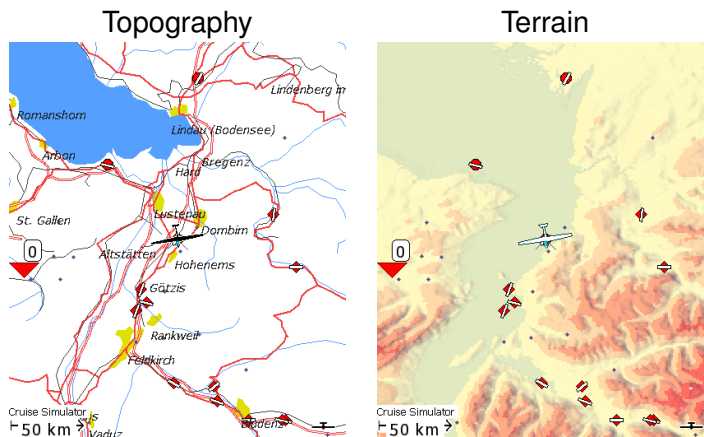 Topography
Terrain
Lindenberg im
Romanshorn
Lindau (Bodensee)
Arbon
Bregenz
Hard
Lustenau
St. Gallen
Dornbirn
0
Altstätten
0
Hohenems
Götzis
Rankweil
Feldkirch
Cruise Simulator
Cruise Simulator
Bludenz
50 km
50 km
Vaduz